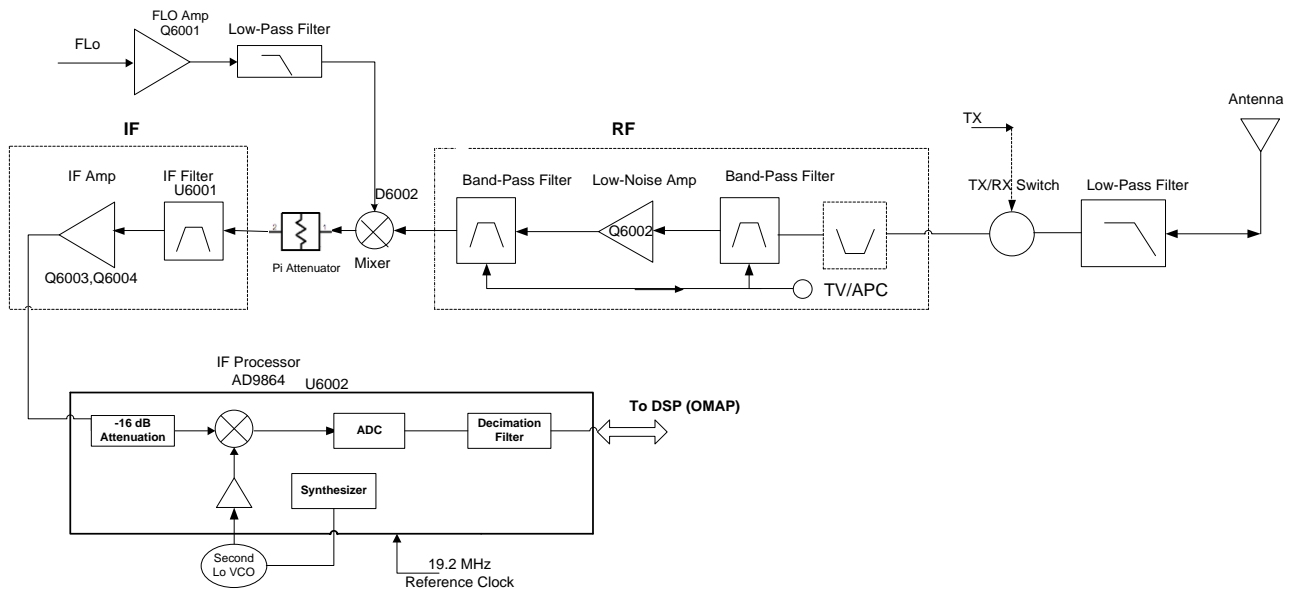 FLO Amp
Q6001
Low-Pass Filter
FLo
Antenna
IF
RF
TX
IF Amp
IF Filter
U6001
D6002
Band-Pass Filter
Low-Noise Amp
Band-Pass Filter
TX/RX Switch
Low-Pass Filter
2
1
Q6002
Q6003,Q6004
Pi Attenuator
Mixer
TV/APC
IF Processor
AD9864
U6002
To DSP (OMAP)
-16 dB
Attenuation
ADC
Decimation
Filter
Synthesizer
Second
Lo VCO
19.2 MHz
Reference Clock